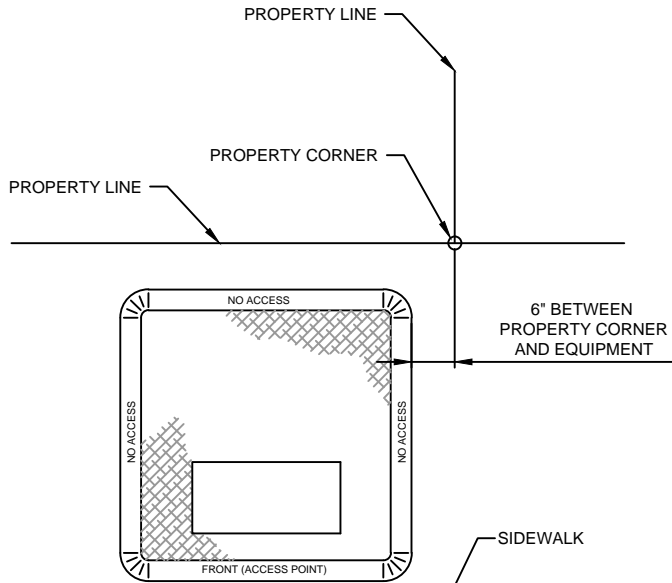 PROPERTY LINE
PROPERTY CORNER
PROPERTY LINE
NO ACCESS
6" BETWEEN
PROPERTY CORNER
AND EQUIPMENT
NO ACCESS
NO ACCESS
SIDEWALK
FRONT (ACCESS POINT)